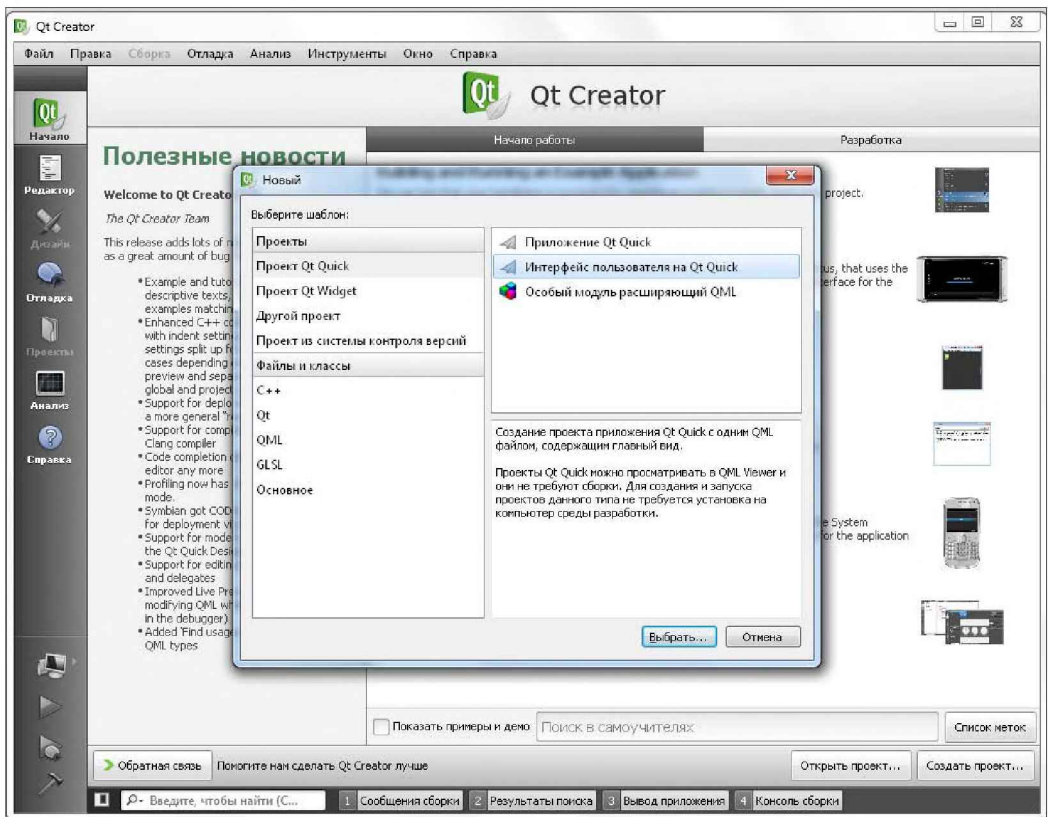 Qt Creator
Файл Правка Сборка Отладка Анализ Инструменты Окно Справка
Qt Creator
Начало
Редактор
Дизайн
Отладка
Проекты
Анализ
Справка
Начало работы
Разработка
Полезные новости
Welcome to Qt Creato
The Qt Creator Team
This release adds lots of
as a great amount of bug
• Example and tuto
descriptive texts,
examples matchin
• Enhanced C++ co
with indent settin
settings split up fo
cases depending
preview and sepa
global and project
• Support for deplo
a more general "r
• Support for compi
Clang compiler
• Code completion
editor any more
• Profiling now has
mode.
• Symbian got COD
for deployment vi
• Support for mode
the Qt Quick Desi
• Support for editin
and delegates
• Improved Live Pre
modifying QML wh
in the debugger)
• Added 'Find usage
QML types
project.
us, that uses the
erface for the
e System
for the application
Новый
Выберите шаблон:
Проекты
Проект Qt Quick
Проект Qt Widget
Другой проект
Проект из системы контроля версий
Файлы и классы
C++
Qt
QML
GLSL
Основное
Приложение Qt Quick
Интерфейс пользователя на Qt Quick
Особый модуль расширяющий QML
Создание проекта приложения Qt Quick с одним QML
файлом, содержащим главный вид.
Проекты Qt Quick можно просматривать в QML Viewer и
они не требуют сборки. Для создания и запуска
проектов данного типа не требуется установка на
компьютер среды разработки.
Выбрать...
Отмена
Показать примеры и демо
Поиск в самоучителях
Список меток
Обратная связь
Помогите нам сделать Qt Creator лучше
Открыть проект...
Создать проект...
Введите, чтобы найти (C...
1 Сообщения сборки
2 Результаты поиска
3 Вывод приложения
4 Консоль сборки